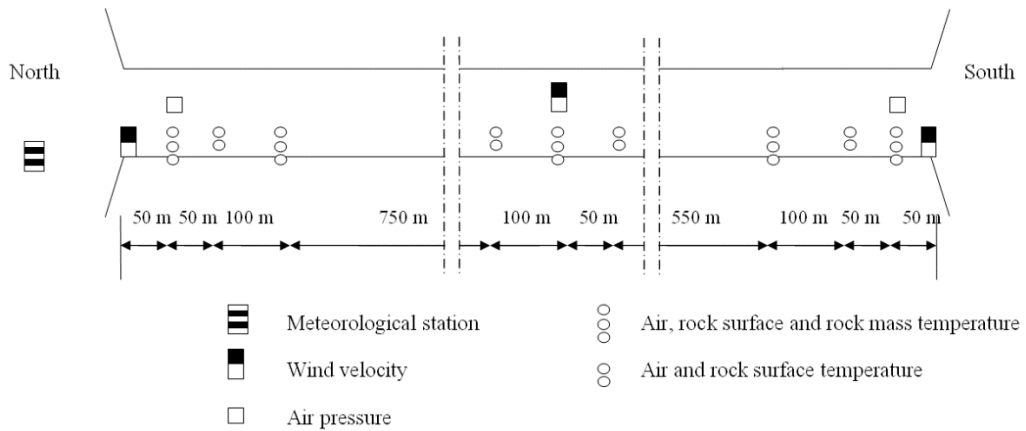 North
South
50 m 50 m 100 m 750 m 100 m 50 m 550 m 100 m 50 m 50 m
Meteorological station
Air, rock surface and rock mass temperature
Wind velocity
Air and rock surface temperature
Air pressure